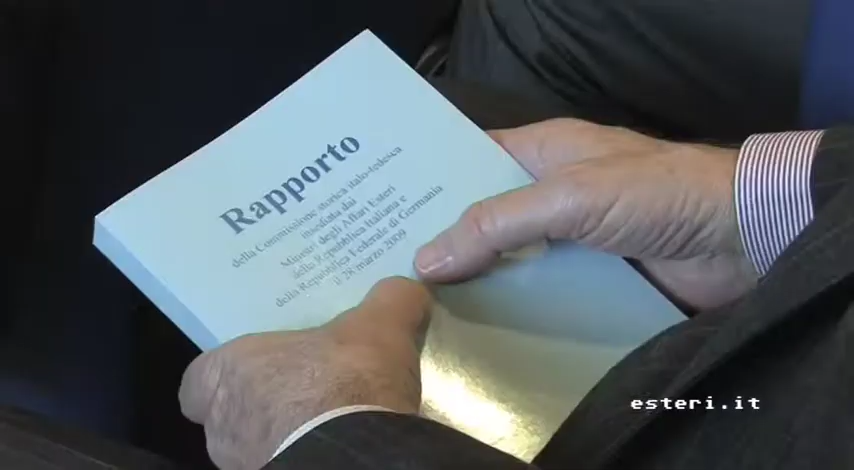 Rapporto
della Commissione storica italo-tedesca
insediata dai
Ministri degli Affari Esteri
della Repubblica Italiana e
della Repubblica Federale di Germania
il 28 marzo 2009
esteri.it